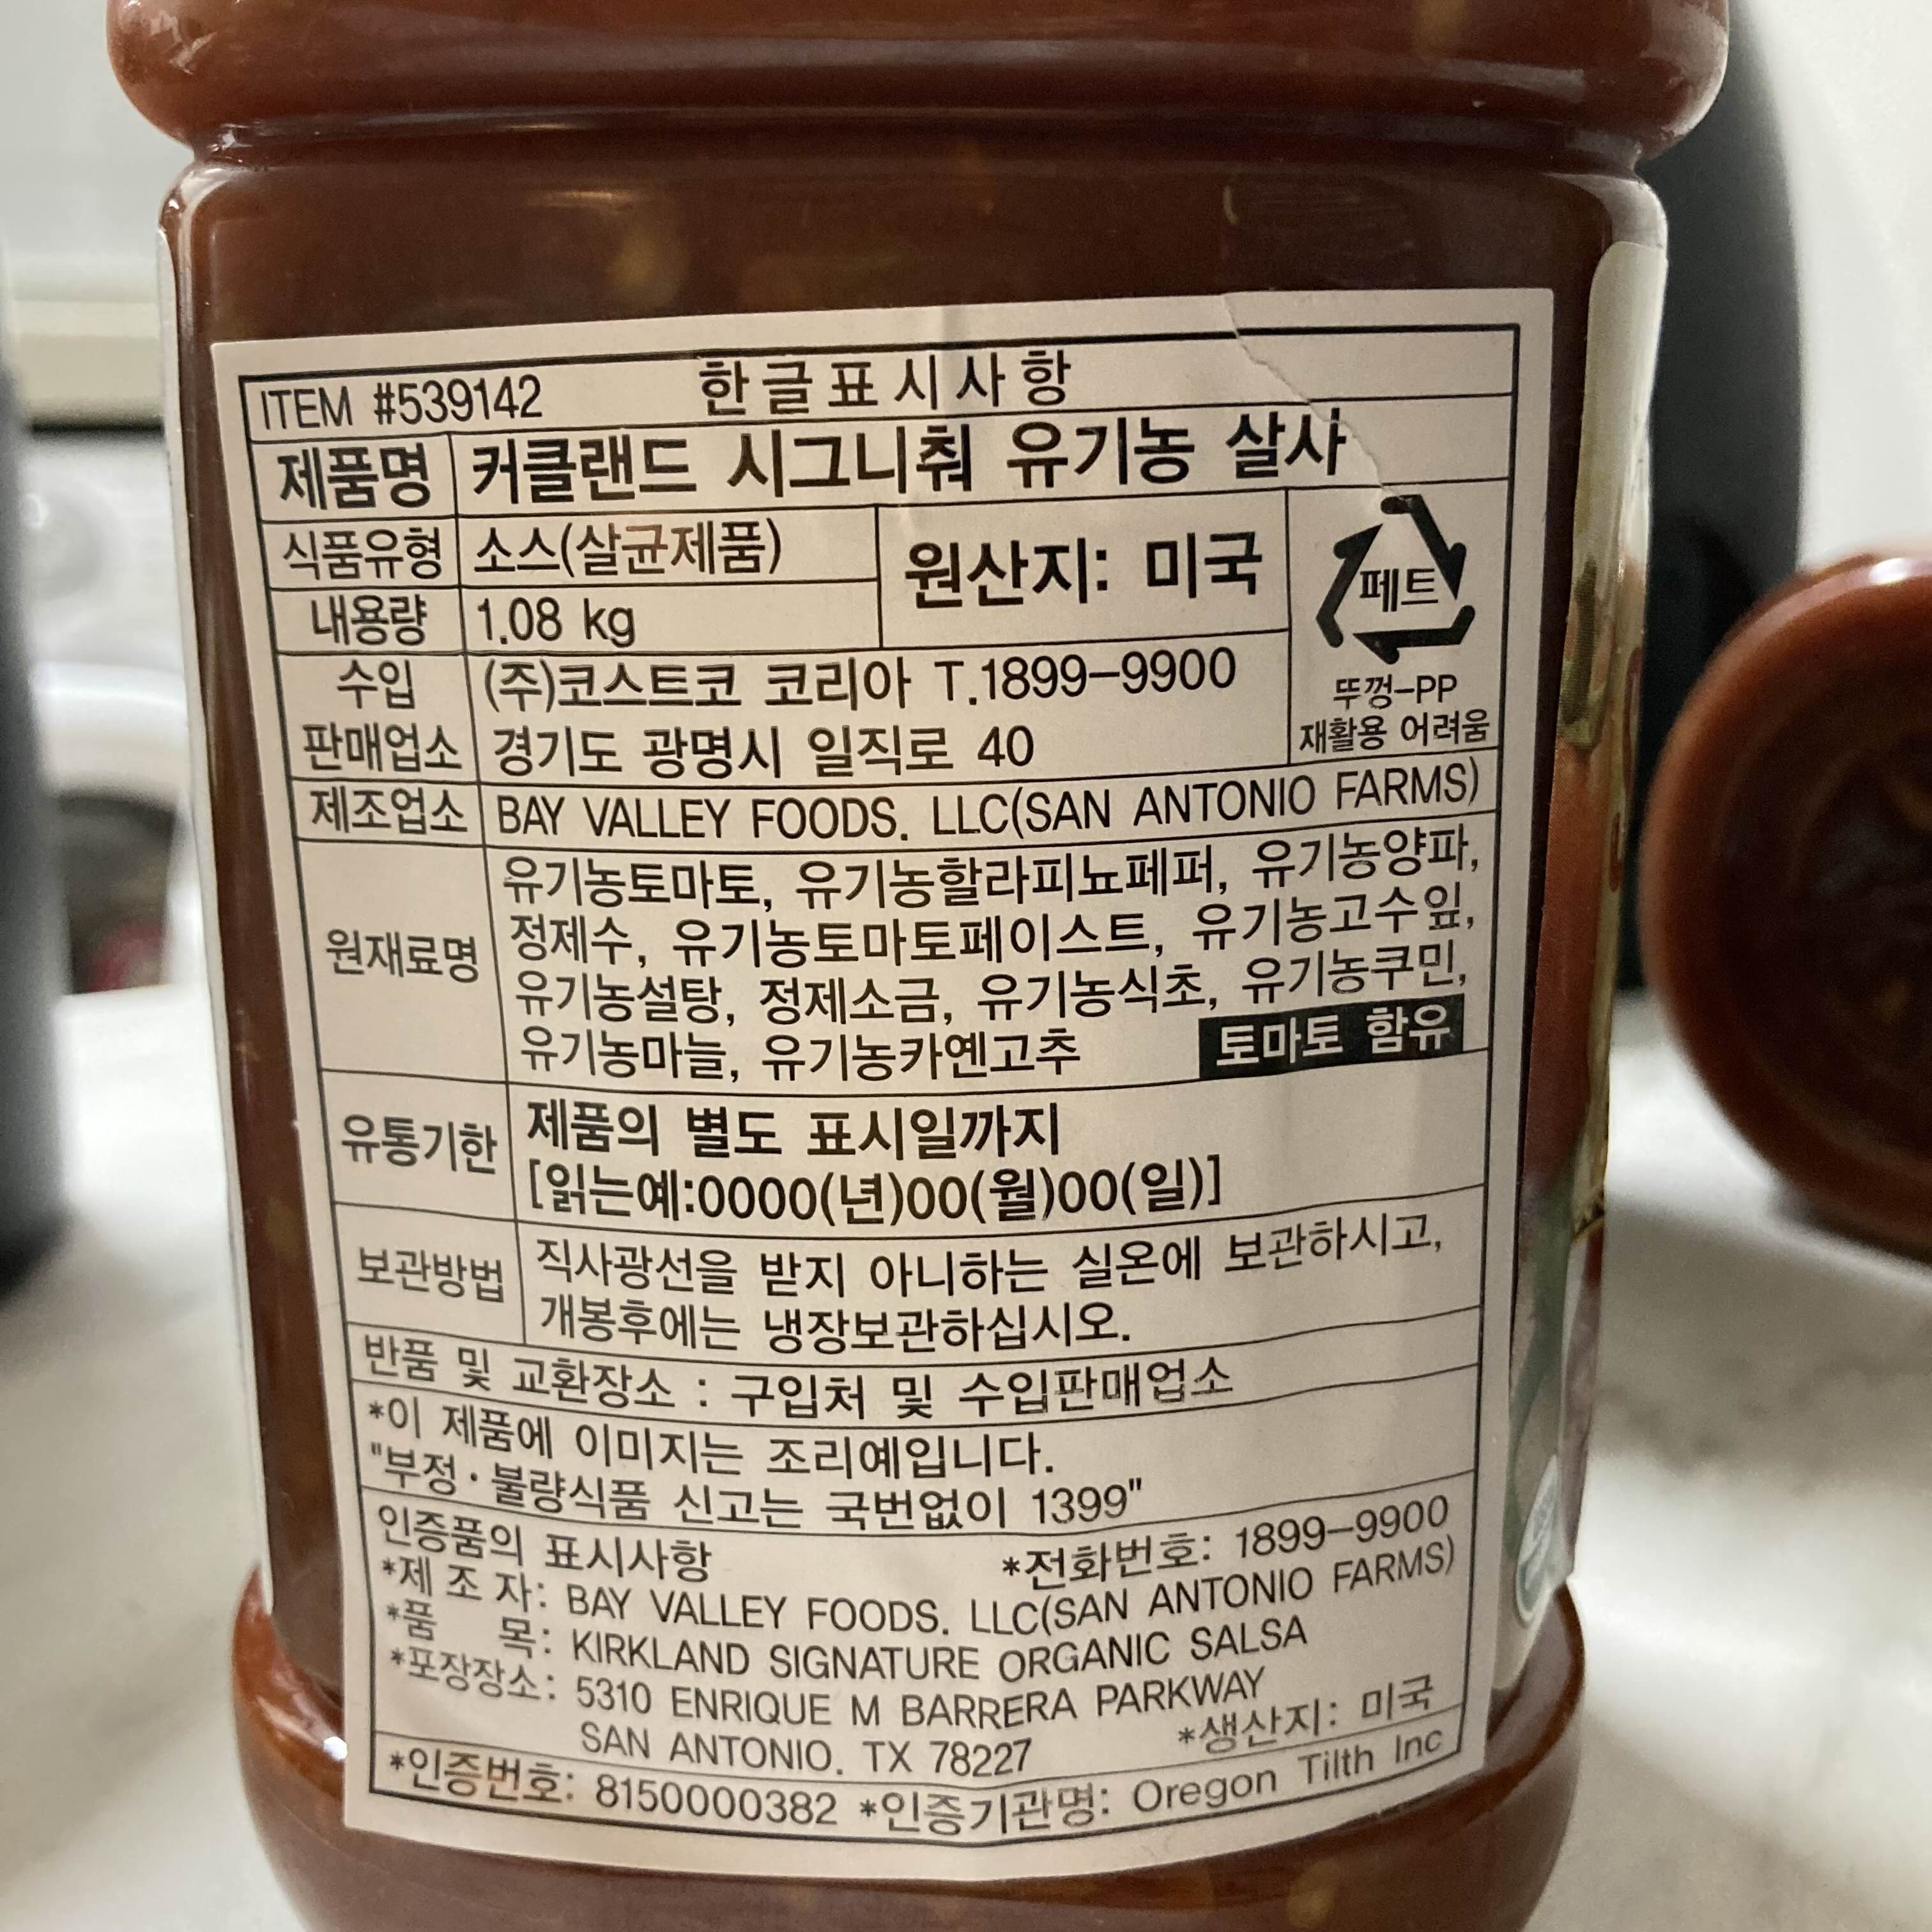 ITEM #539142 한글표시사항
제품명 커클랜드 시그니춰 유기농 살사
식품유형 소스(살균제품)
원산지: 미국
내용량 1.08 kg
페트
뚜껑-PP
재활용 어려움
수입 (주)코스트코 코리아 T.1899-9900
판매업소 경기도 광명시 일직로 40
제조업소 BAY VALLEY FOODS. LLC(SAN ANTONIO FARMS)
원재료명
유기농토마토, 유기농할라피뇨페퍼, 유기농양파,
정제수, 유기농토마토페이스트, 유기농고수잎,
유기농설탕, 정제소금, 유기농식초, 유기농쿠민,
유기농마늘, 유기농카옌고추 토마토 함유
유통기한 제품의 별도 표시일까지
[읽는예:0000(년)00(월)00(일)]
보관방법 직사광선을 받지 아니하는 실온에 보관하시고,
개봉후에는 냉장보관하십시오.
반품 및 교환장소 : 구입처 및 수입판매업소
*이 제품에 이미지는 조리예입니다.
"부정·불량식품 신고는 국번없이 1399"
인증품의 표시사항 *전화번호: 1899-9900
*제 조 자: BAY VALLEY FOODS. LLC(SAN ANTONIO FARMS)
*품 목: KIRKLAND SIGNATURE ORGANIC SALSA
*포장장소: 5310 ENRIQUE M BARRERA PARKWAY
SAN ANTONIO. TX 78227 *생산지: 미국
*인증번호: 8150000382 *인증기관명: Oregon Tilth Inc